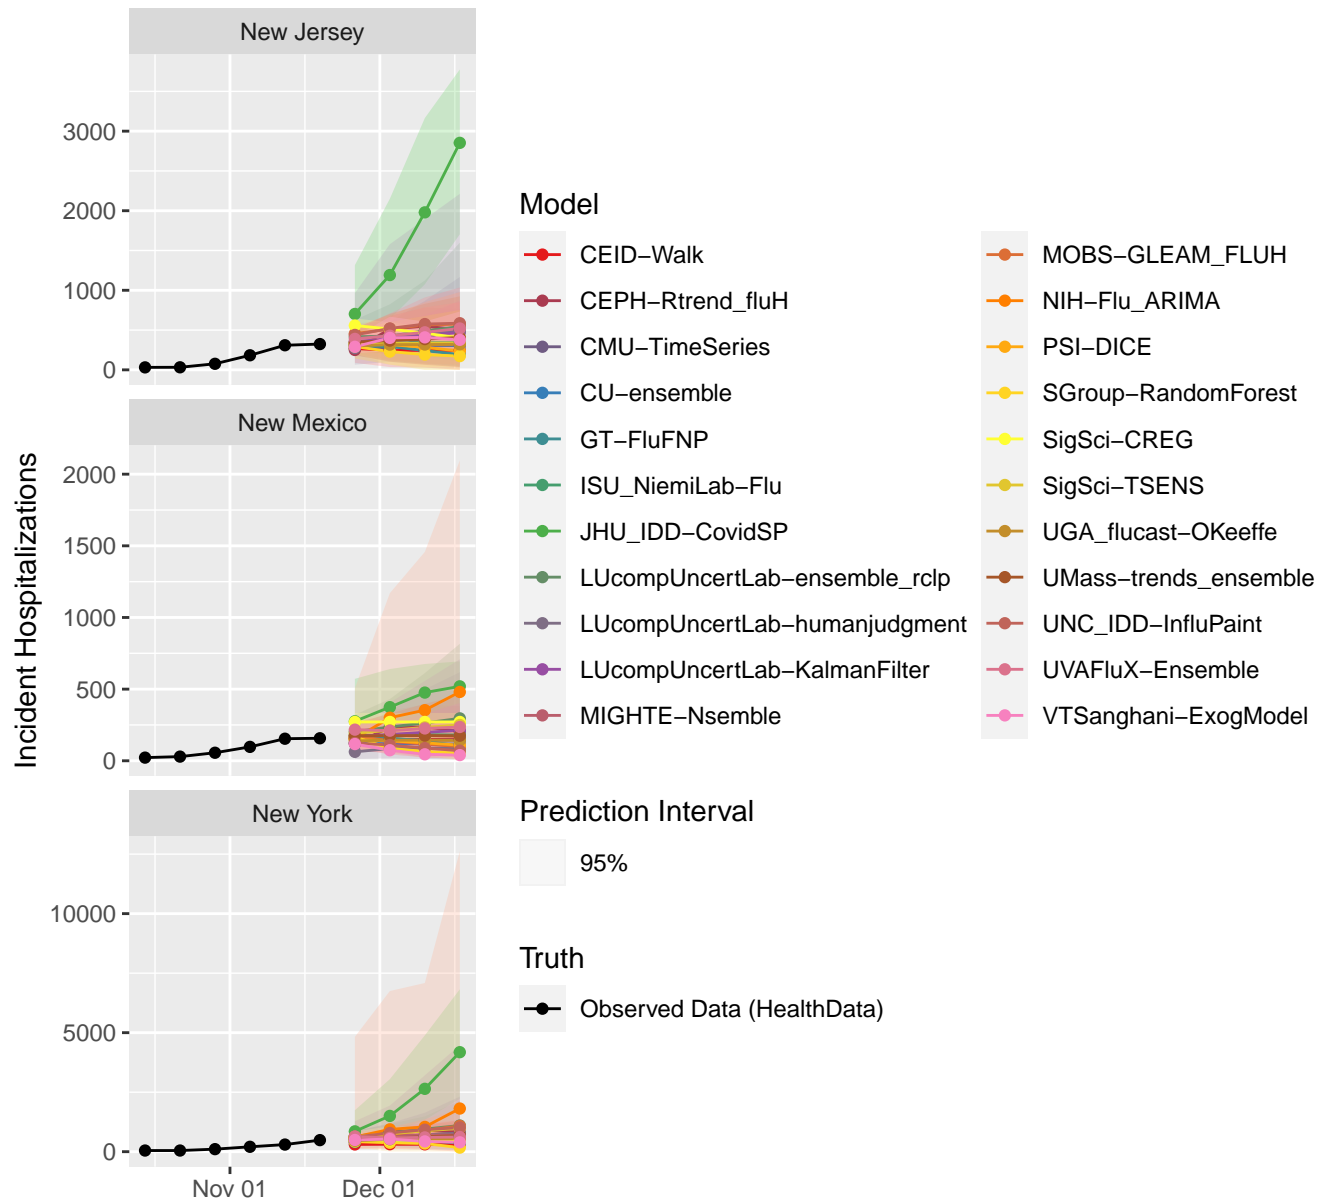 New Jersey
3000
2000
1000
0
New Mexico
2000
1500
1000
500
0
New York
10000
5000
0
Nov 01
Dec 01
Incident Hospitalizations
Model
CEID−Walk
CEPH−Rtrend_fluH
CMU−TimeSeries
CU−ensemble
GT−FluFNP
ISU_NiemiLab−Flu
JHU_IDD−CovidSP
LUcompUncertLab−ensemble_rclp
LUcompUncertLab−humanjudgment
LUcompUncertLab−KalmanFilter
MIGHTE−Nsemble
MOBS−GLEAM_FLUH
NIH−Flu_ARIMA
PSI−DICE
SGroup−RandomForest
SigSci−CREG
SigSci−TSENS
UGA_flucast−OKeeffe
UMass−trends_ensemble
UNC_IDD−InfluPaint
UVAFluX−Ensemble
VTSanghani−ExogModel
Prediction Interval
95%
Truth
Observed Data (HealthData)